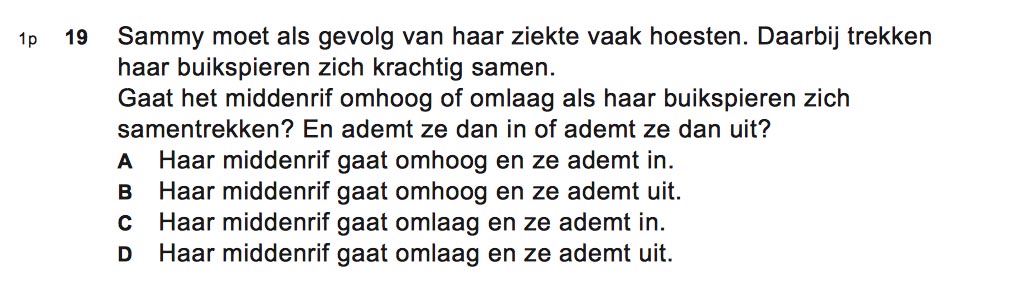 1p 19 Sammy moet als gevolg van haar ziekte vaak hoesten. Daarbij trekken
haar buikspieren zich krachtig samen.
Gaat het middenrif omhoog of omlaag als haar buikspieren zich
samentrekken? En ademt ze dan in of ademt ze dan uit?
A Haar middenrif gaat omhoog en ze ademt in.
B Haar middenrif gaat omhoog en ze ademt uit.
C Haar middenrif gaat omlaag en ze ademt in.
D Haar middenrif gaat omlaag en ze ademt uit.